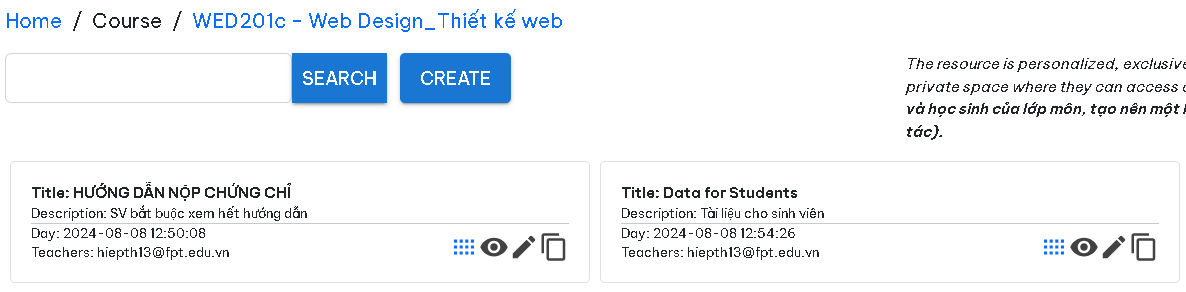 Home / Course / WED201c - Web Design_Thiết kế web
SEARCH
CREATE
The resource is personalized, exclusive
private space where they can access
và học sinh của lớp môn, tạo nên một
tác).
Title: HƯỚNG DẪN NỘP CHỨNG CHỈ
Description: SV bắt buộc xem hết hướng dẫn
Day: 2024-08-08 12:50:08
Teachers: hiepth13@fpt.edu.vn
Title: Data for Students
Description: Tài liệu cho sinh viên
Day: 2024-08-08 12:54:26
Teachers: hiepth13@fpt.edu.vn